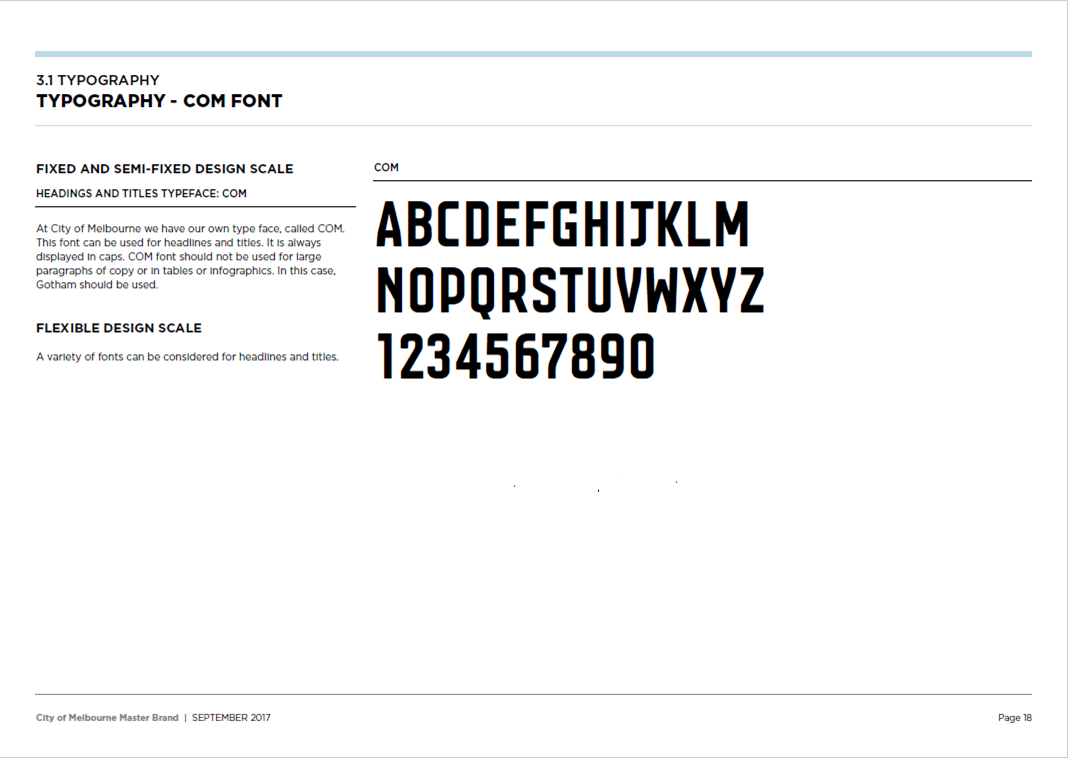 3.1 TYPOGRAPHY
TYPOGRAPHY - COM FONT
FIXED AND SEMI-FIXED DESIGN SCALE
HEADINGS AND TITLES TYPEFACE: COM
At City of Melbourne we have our own type face, called COM.
This font can be used for headlines and titles. It is always
displayed in caps. COM font should not be used for large
paragraphs of copy or in tables or infographics. In this case,
Gotham should be used.
FLEXIBLE DESIGN SCALE
A variety of fonts can be considered for headlines and titles.
COM
ABCDEFGHIJKLM
NOPQRSTUVWXYZ
1234567890
City of Melbourne Master Brand | SEPTEMBER 2017
Page 18